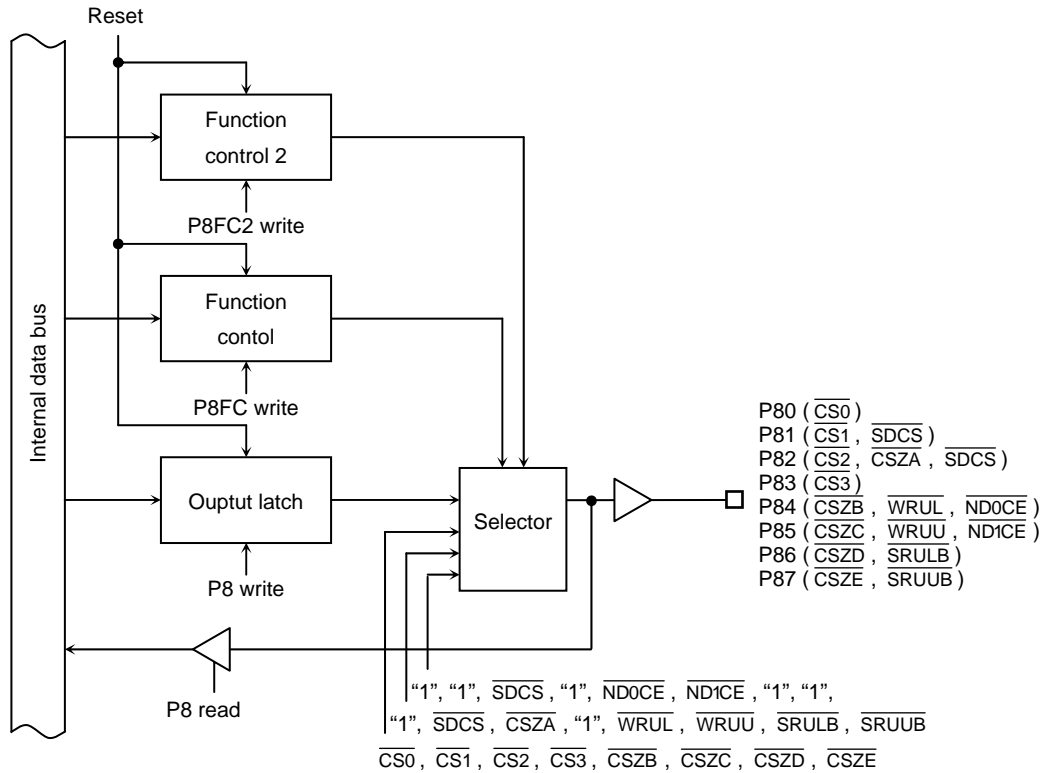 Reset
Function
control 2
P8FC2 write
Function
contol
P8FC write
Internal data bus
Ouptut latch
P8 write
Selector
P8 read
P80 ( CS0 )
P81 ( CS1 , SDCS )
P82 ( CS2 , CSZA , SDCS )
P83 ( CS3 )
P84 ( CSZB , WRUL , ND0CE )
P85 ( CSZC , WRUU , ND1CE )
P86 ( CSZD , SRULB )
P87 ( CSZE , SRUUB )
“1”, “1”, SDCS , “1”, ND0CE , ND1CE , “1”, “1”,
“1”, SDCS , CSZA , “1”, WRUL , WRUU , SRULB , SRUUB
CS0 , CS1 , CS2 , CS3 , CSZB , CSZC , CSZD , CSZE